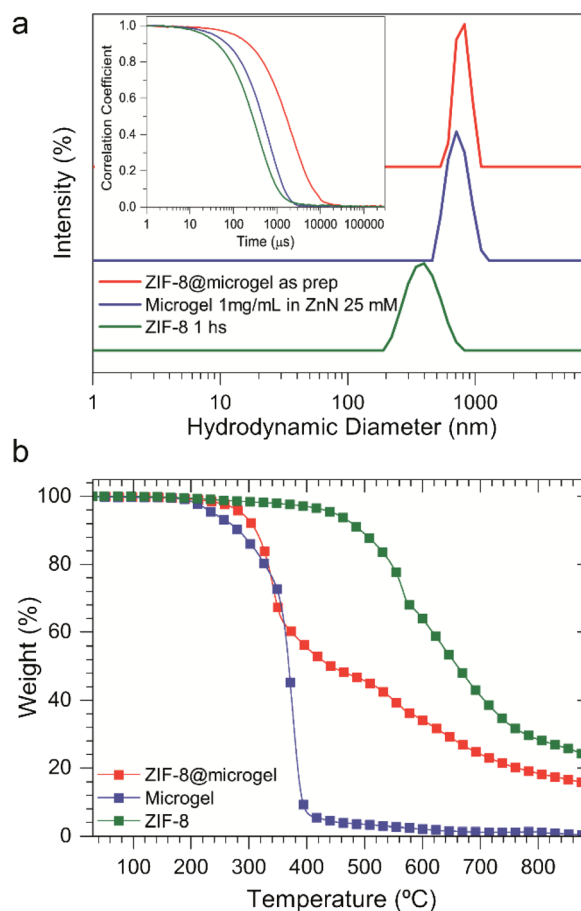 a
Intensity (%)
Correlation Coefficient
1.0
0.8
0.6
0.4
0.2
0.0
1 10 100 1000 10000
Time (μs)
ZIF-8@microgel as prep
Microgel 1mg/mL in ZnN 25 mM
ZIF-8 1 hs
1 10 100 1000
Hydrodynamic Diameter (nm)
b
Weight (%)
100
80
60
40
20
0
ZIF-8@microgel
Microgel
ZIF-8
100 200 300 400 500 600 700 800
Temperature (ºC)